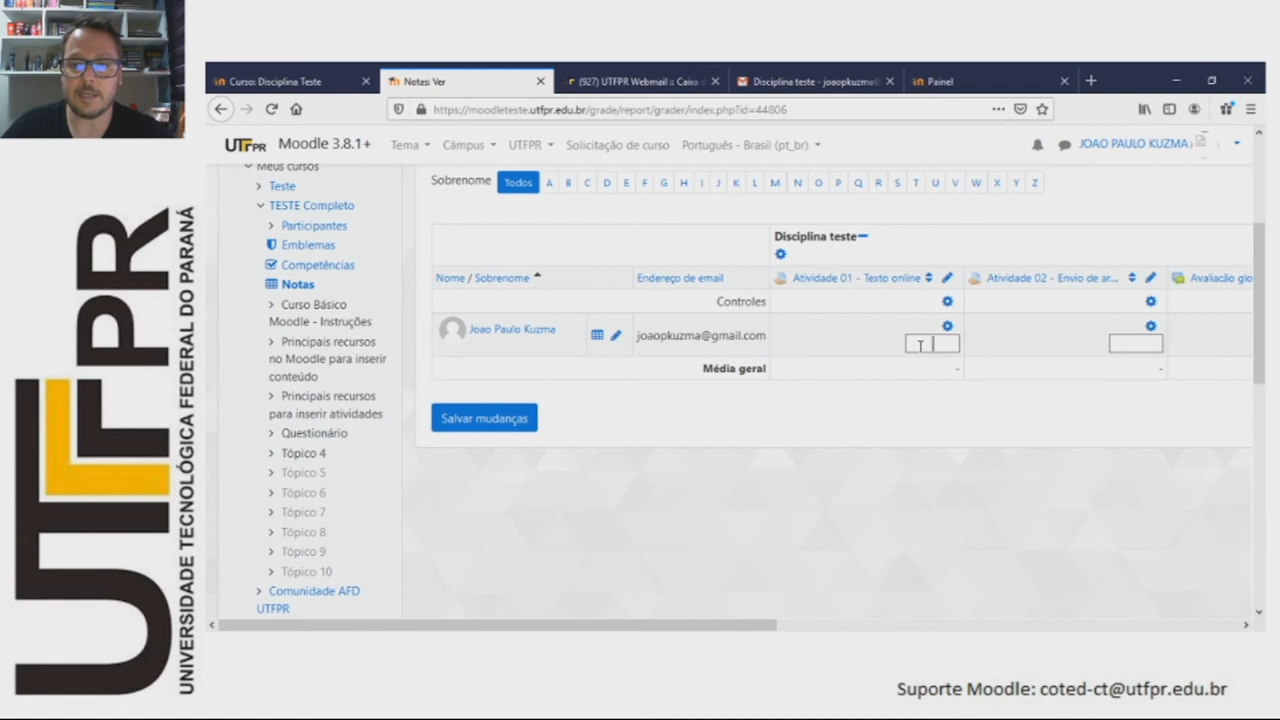 Curso: Disciplina Teste
Notas: Ver
(927) UTFPR Webmail :: Caixa d
Disciplina teste - joaopkuzma@
Painel
https://moodleteste.utfpr.edu.br/grade/report/grader/index.php?id=44806
UTFPR Moodle 3.8.1+ Tema Câmpus UTFPR Solicitação de curso Português - Brasil (pt_br) JOAO PAULO KUZMA
Meus cursos
Teste
TESTE Completo
Participantes
Emblemas
Competências
Notas
Curso Básico
Moodle - Instruções
Principais recursos
no Moodle para inserir
conteúdo
Principais recursos
para inserir atividades
Questionário
Tópico 4
Tópico 5
Tópico 6
Tópico 7
Tópico 8
Tópico 9
Tópico 10
Comunidade AFD
UTFPR
Sobrenome Todos A B C D E F G H I J K L M N O P Q R S T U V W X Y Z
Disciplina teste
Nome / Sobrenome Endereço de email Atividade 01 - Texto online Atividade 02 - Envio de ar... Avaliação glo
Controles
Joao Paulo Kuzma joaopkuzma@gmail.com
Média geral - -
Salvar mudanças
UTFPR
UNIVERSIDADE TECNOLÓGICA FEDERAL DO PARANÁ
Suporte Moodle: coted-ct@utfpr.edu.br